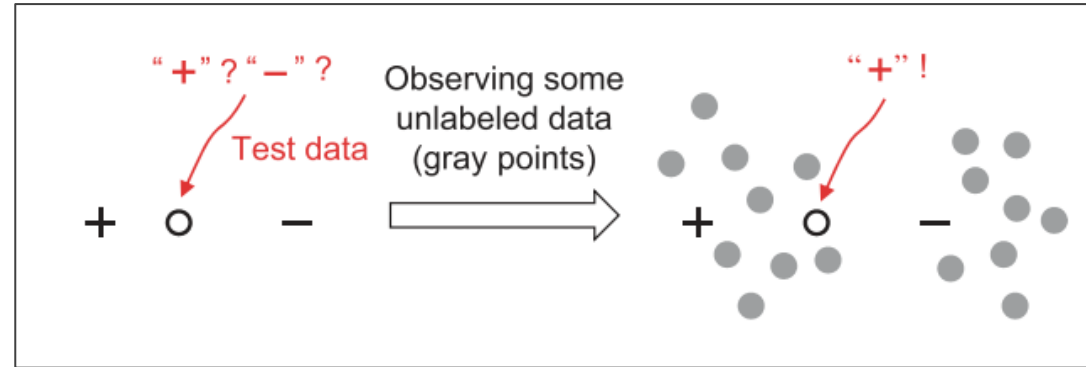 “+” ? “−” ?
Test data
+ −
Observing some
unlabeled data
(gray points)
“+” !
+ −